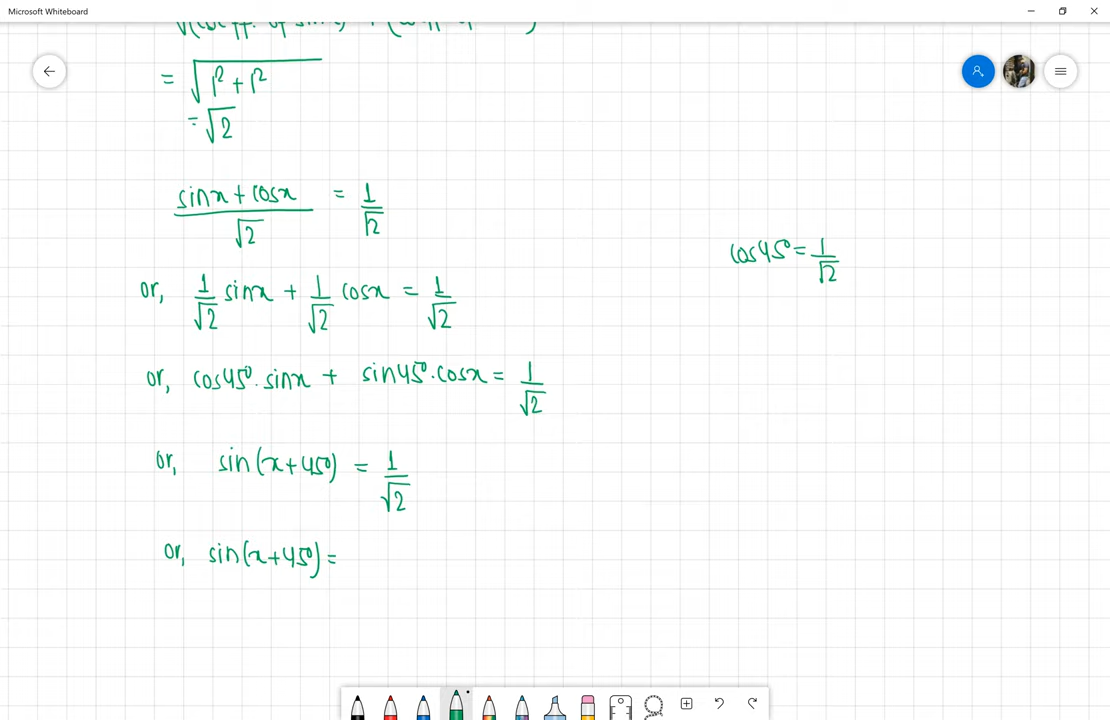 Microsoft Whiteboard
= √(1² + 1²)
= √2
(sinx + cosx)/√2 = 1/√2
cos45° = 1/√2
or, 1/√2 sinx + 1/√2 cosx = 1/√2
or, cos45°. sinx + sin45°. cosx = 1/√2
or, sin(x+45°) = 1/√2
or, sin(x+45°) =